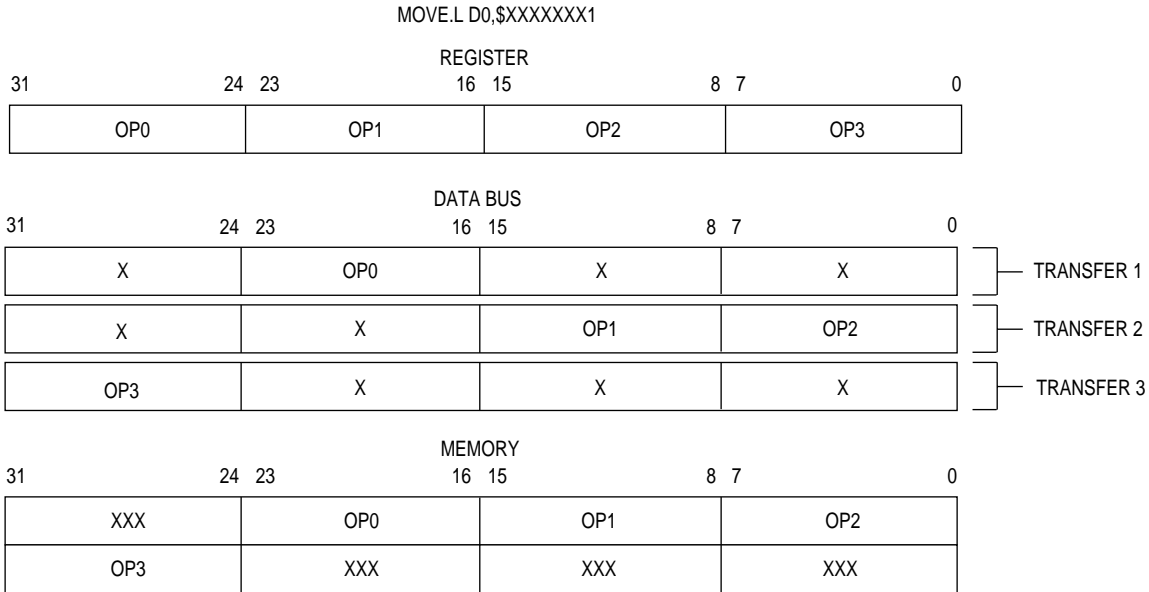 MOVE.L D0,$XXXXXXX1
REGISTER
31 24 23 16 15 8 7 0
OP0 OP1 OP2 OP3
DATA BUS
31 24 23 16 15 8 7 0
X OP0 X X TRANSFER 1
X X OP1 OP2 TRANSFER 2
OP3 X X X TRANSFER 3
MEMORY
31 24 23 16 15 8 7 0
XXX OP0 OP1 OP2
OP3 XXX XXX XXX